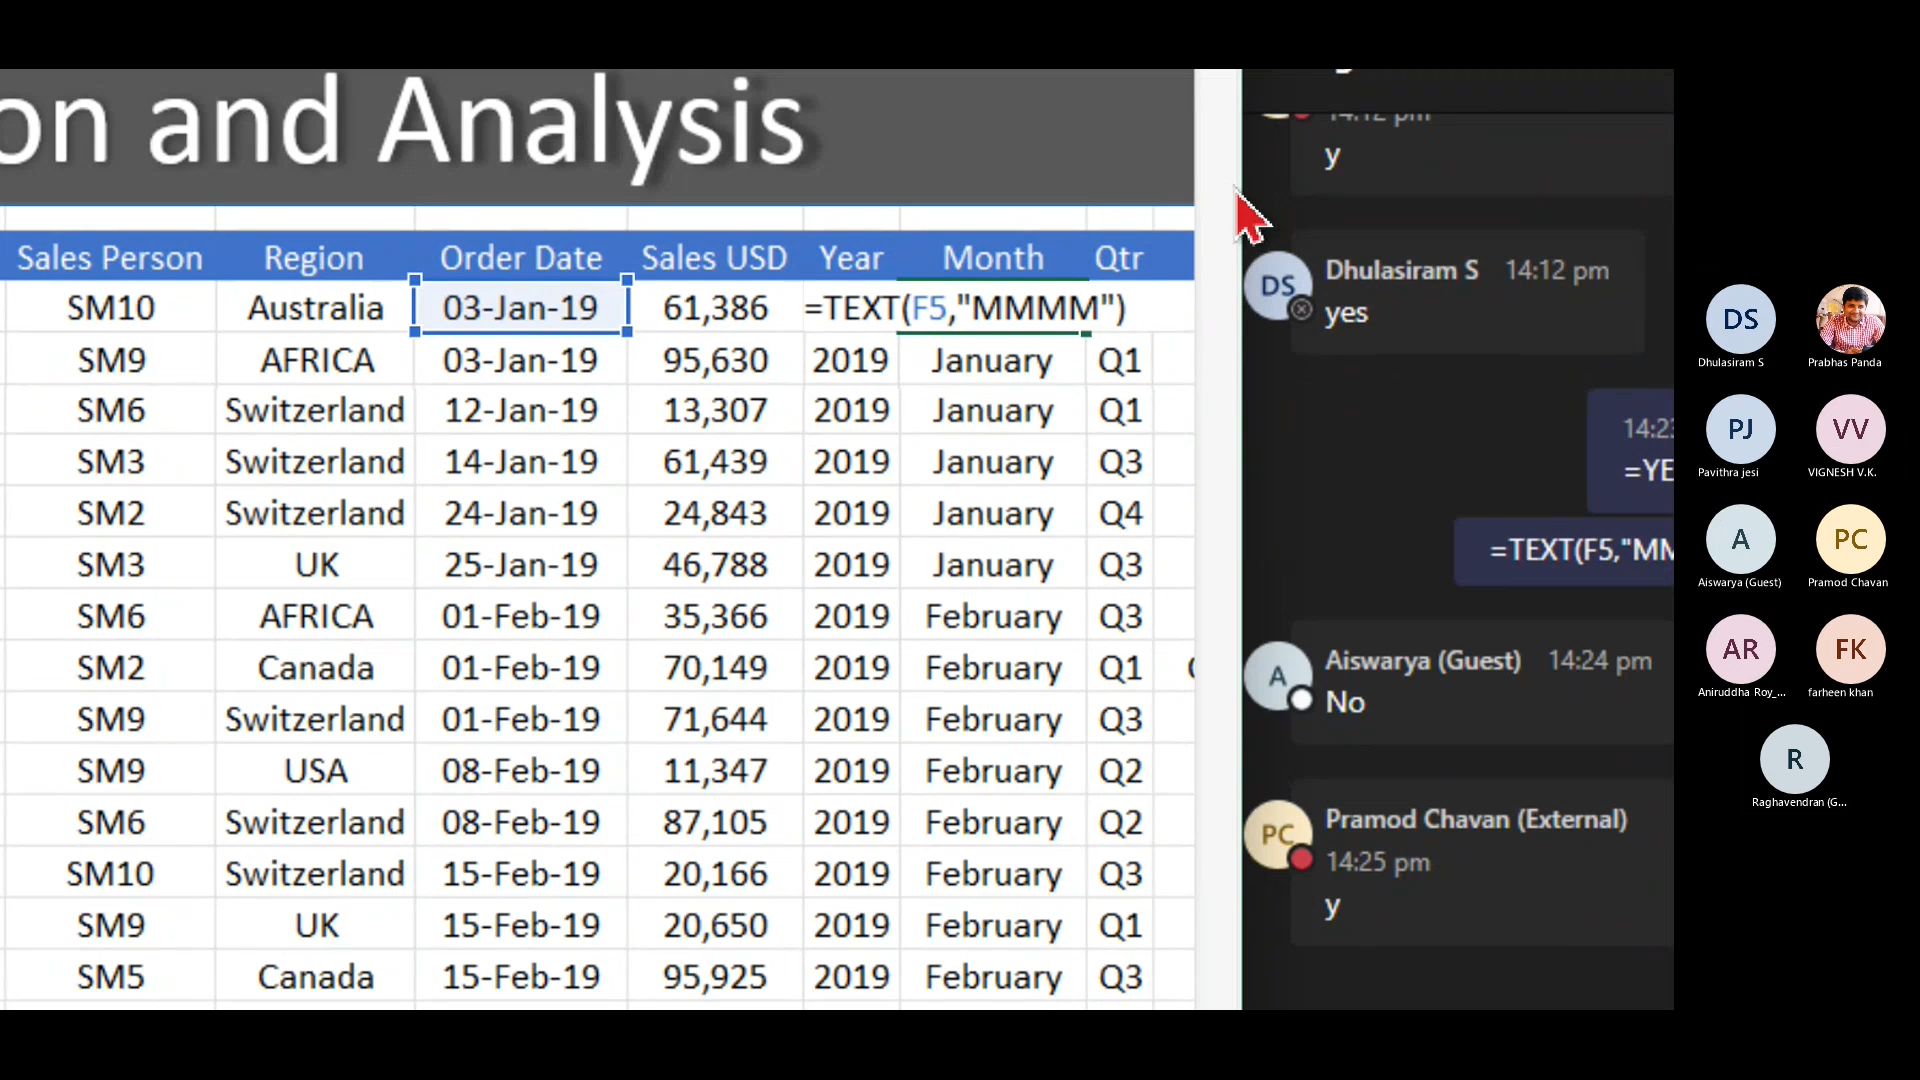 on and Analysis
Sales Person Region Order Date Sales USD Year Month Qtr
SM10 Australia 03-Jan-19 61,386 =TEXT(F5,"MMMM")
SM9 AFRICA 03-Jan-19 95,630 2019 January Q1
SM6 Switzerland 12-Jan-19 13,307 2019 January Q1
SM3 Switzerland 14-Jan-19 61,439 2019 January Q3
SM2 Switzerland 24-Jan-19 24,843 2019 January Q4
SM3 UK 25-Jan-19 46,788 2019 January Q3
SM6 AFRICA 01-Feb-19 35,366 2019 February Q3
SM2 Canada 01-Feb-19 70,149 2019 February Q1
SM9 Switzerland 01-Feb-19 71,644 2019 February Q3
SM9 USA 08-Feb-19 11,347 2019 February Q2
SM6 Switzerland 08-Feb-19 87,105 2019 February Q2
SM10 Switzerland 15-Feb-19 20,166 2019 February Q3
SM9 UK 15-Feb-19 20,650 2019 February Q1
SM5 Canada 15-Feb-19 95,925 2019 February Q3
14:12 pm
y
DS
Dhulasiram S 14:12 pm
yes
14:23
=YE
=TEXT(F5,"MM
A
Aiswarya (Guest) 14:24 pm
No
PC
Pramod Chavan (External)
14:25 pm
y
DS
Dhulasiram S Prabhas Panda
PJ VV
Pavithra jesi VIGNESH V.K.
A PC
Aiswarya (Guest) Pramod Chavan
AR FK
Aniruddha Roy_... farheen khan
R
Raghavendran (G...